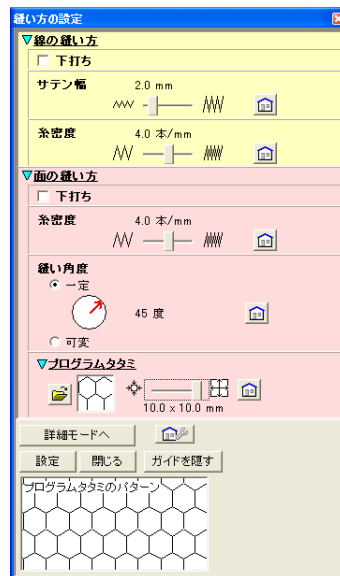 縫い方の設定
線の縫い方
下打ち
サテン幅 2.0 mm
糸密度 4.0 本/mm
面の縫い方
下打ち
糸密度 4.0 本/mm
縫い角度
一定
45 度
可変
プログラムタタミ
10.0 x 10.0 mm
詳細モードへ
設定 閉じる ガイドを隠す
プログラムタタミのパターン